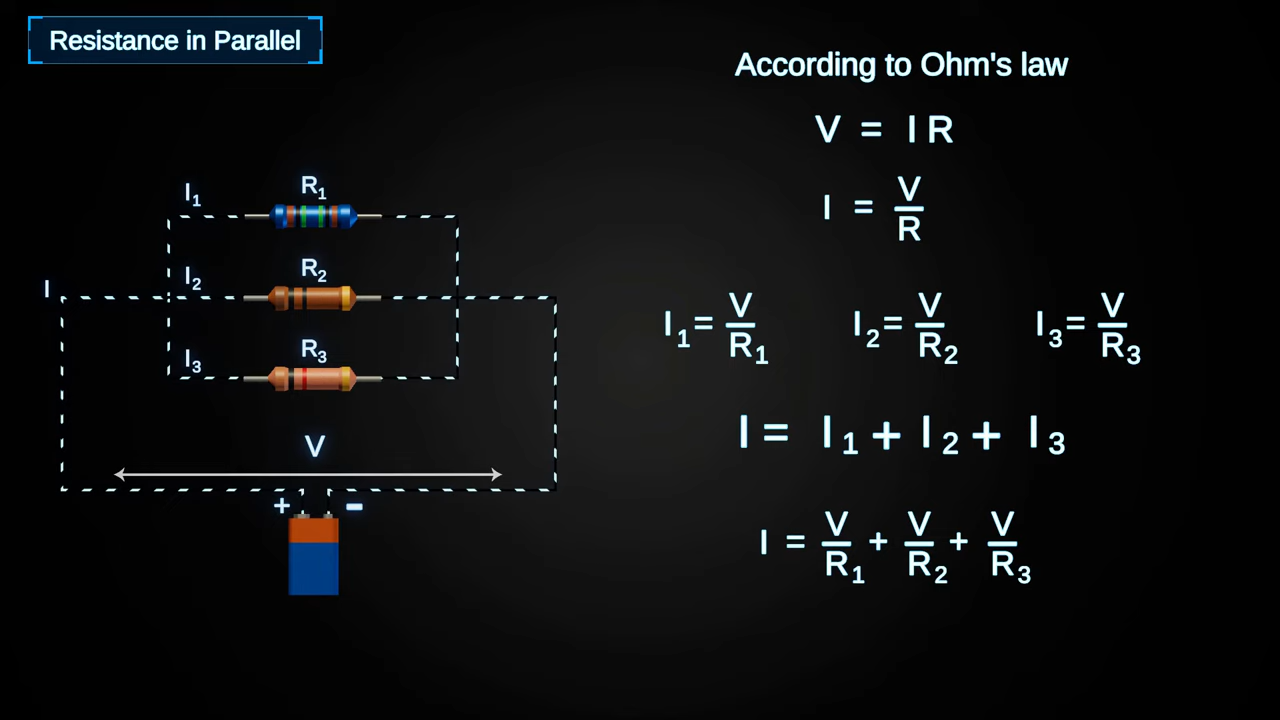 Resistance in Parallel
According to Ohm's law
V = I R
I = V/R
I₁ = V/R₁ I₂ = V/R₂ I₃ = V/R₃
I = I₁ + I₂ + I₃
I = V/R₁ + V/R₂ + V/R₃
I₁ R₁
I₂ R₂
I
I₃ R₃
V
+ -